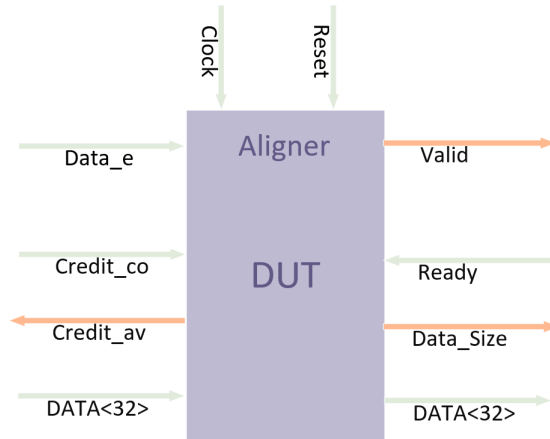 Clock
Reset
Aligner
Data_e
Valid
DUT
Credit_co
Ready
Credit_av
Data_Size
DATA<32>
DATA<32>